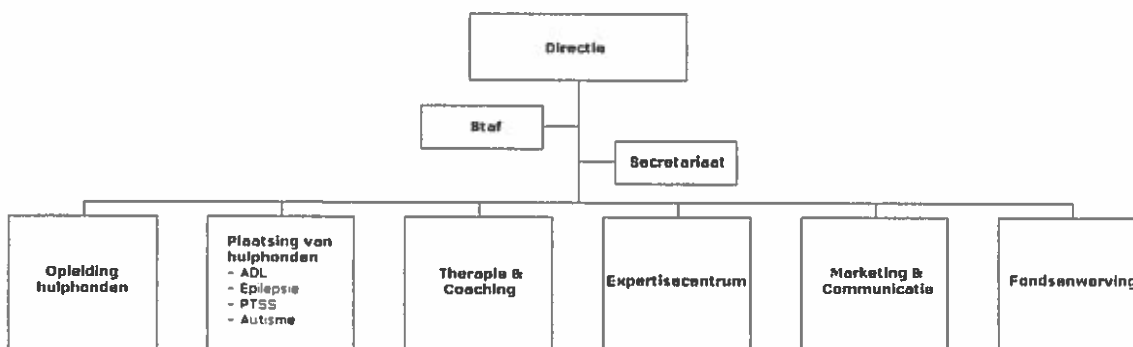 Directie
Staf
Secretariaat
Opleiding
hulphonden
Plaatsing van
hulphonden
- ADL
- Epilepsie
- PTSS
- Autisme
Therapie &
Coaching
Expertisecentrum
Marketing &
Communicatie
Fondsenwerving